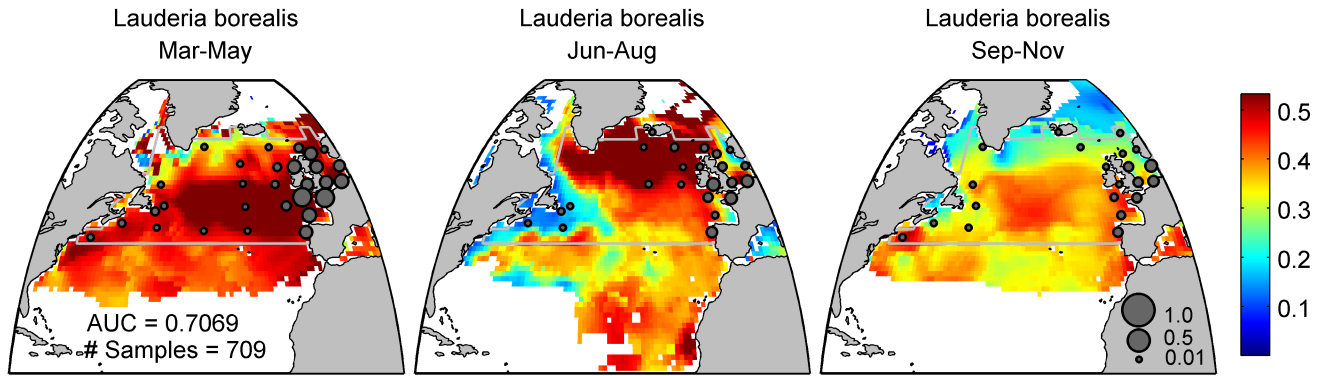 Lauderia borealis
Mar-May
Lauderia borealis
Jun-Aug
Lauderia borealis
Sep-Nov
AUC = 0.7069
# Samples = 709
1.0
0.5
0.01
0.5
0.4
0.3
0.2
0.1